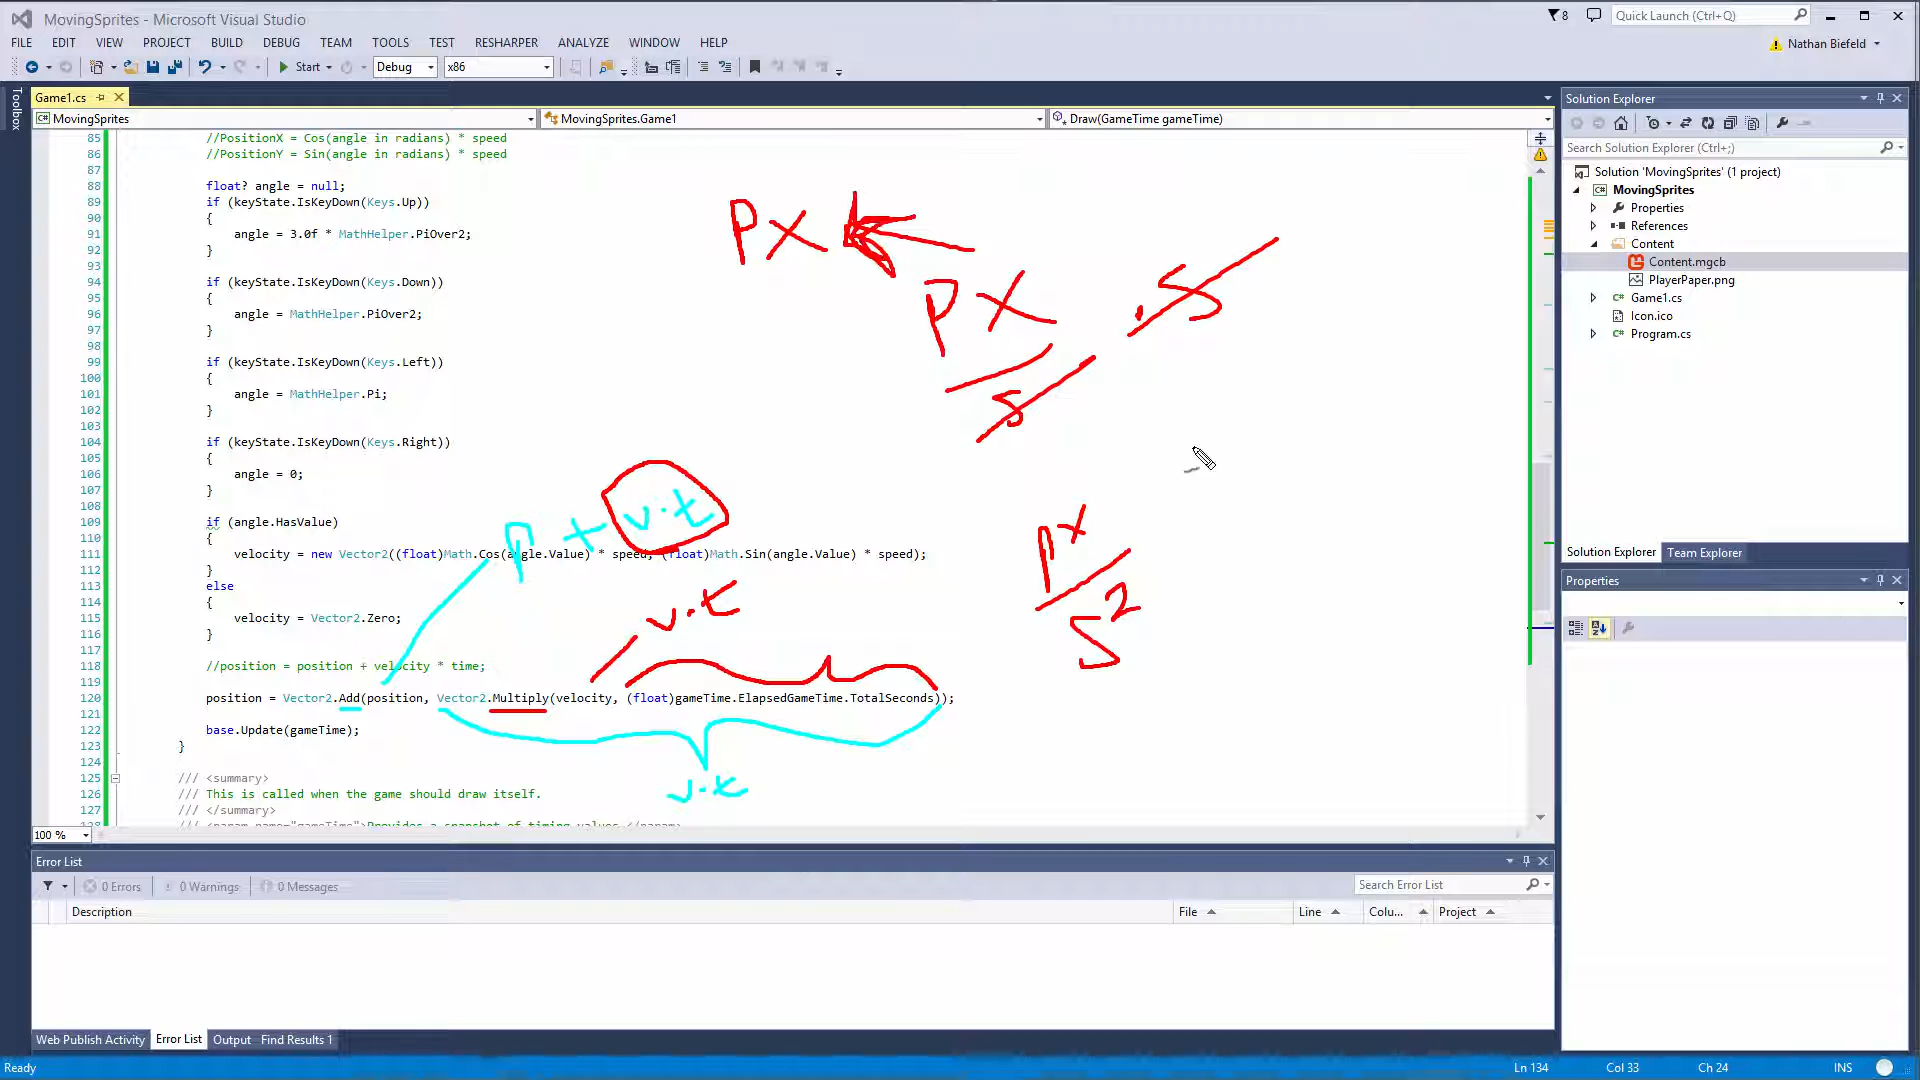 MovingSprites - Microsoft Visual Studio
8
Quick Launch (Ctrl+Q)
FILE EDIT VIEW PROJECT BUILD DEBUG TEAM TOOLS TEST RESHARPER ANALYZE WINDOW HELP
Nathan Biefeld
Start Debug x86
Toolbox
Game1.cs
MovingSprites MovingSprites.Game1 Draw(GameTime gameTime)
85 //PositionX = Cos(angle in radians) * speed
86 //PositionY = Sin(angle in radians) * speed
87
88 float? angle = null;
89 if (keyState.IsKeyDown(Keys.Up))
90 {
91 angle = 3.0f * MathHelper.PiOver2;
92 }
93
94 if (keyState.IsKeyDown(Keys.Down))
95 {
96 angle = MathHelper.PiOver2;
97 }
98
99 if (keyState.IsKeyDown(Keys.Left))
100 {
101 angle = MathHelper.Pi;
102 }
103
104 if (keyState.IsKeyDown(Keys.Right))
105 {
106 angle = 0;
107 }
108
109 if (angle.HasValue)
110 {
111 velocity = new Vector2((float)Math.Cos(angle.Value) * speed, (float)Math.Sin(angle.Value) * speed);
112 }
113 else
114 {
115 velocity = Vector2.Zero;
116 }
117
118 //position = position + velocity * time;
119
120 position = Vector2.Add(position, Vector2.Multiply(velocity, (float)gameTime.ElapsedGameTime.TotalSeconds));
121
122 base.Update(gameTime);
123 }
124
125 /// <summary>
126 /// This is called when the game should draw itself.
127 /// </summary>
128 /// <param name="gameTime">Provides a snapshot of timing values.</param>
PX
PX
S
.S
P + v·t
v·t
v·t
px
S2
100 %
Error List
0 Errors 0 Warnings 0 Messages
Search Error List
Description File Line Colu... Project
Web Publish Activity Error List Output Find Results 1
Solution Explorer
Search Solution Explorer (Ctrl+;)
Solution 'MovingSprites' (1 project)
MovingSprites
Properties
References
Content
Content.mgcb
PlayerPaper.png
Game1.cs
Icon.ico
Program.cs
Solution Explorer Team Explorer
Properties
Ready Ln 134 Col 33 Ch 24 INS